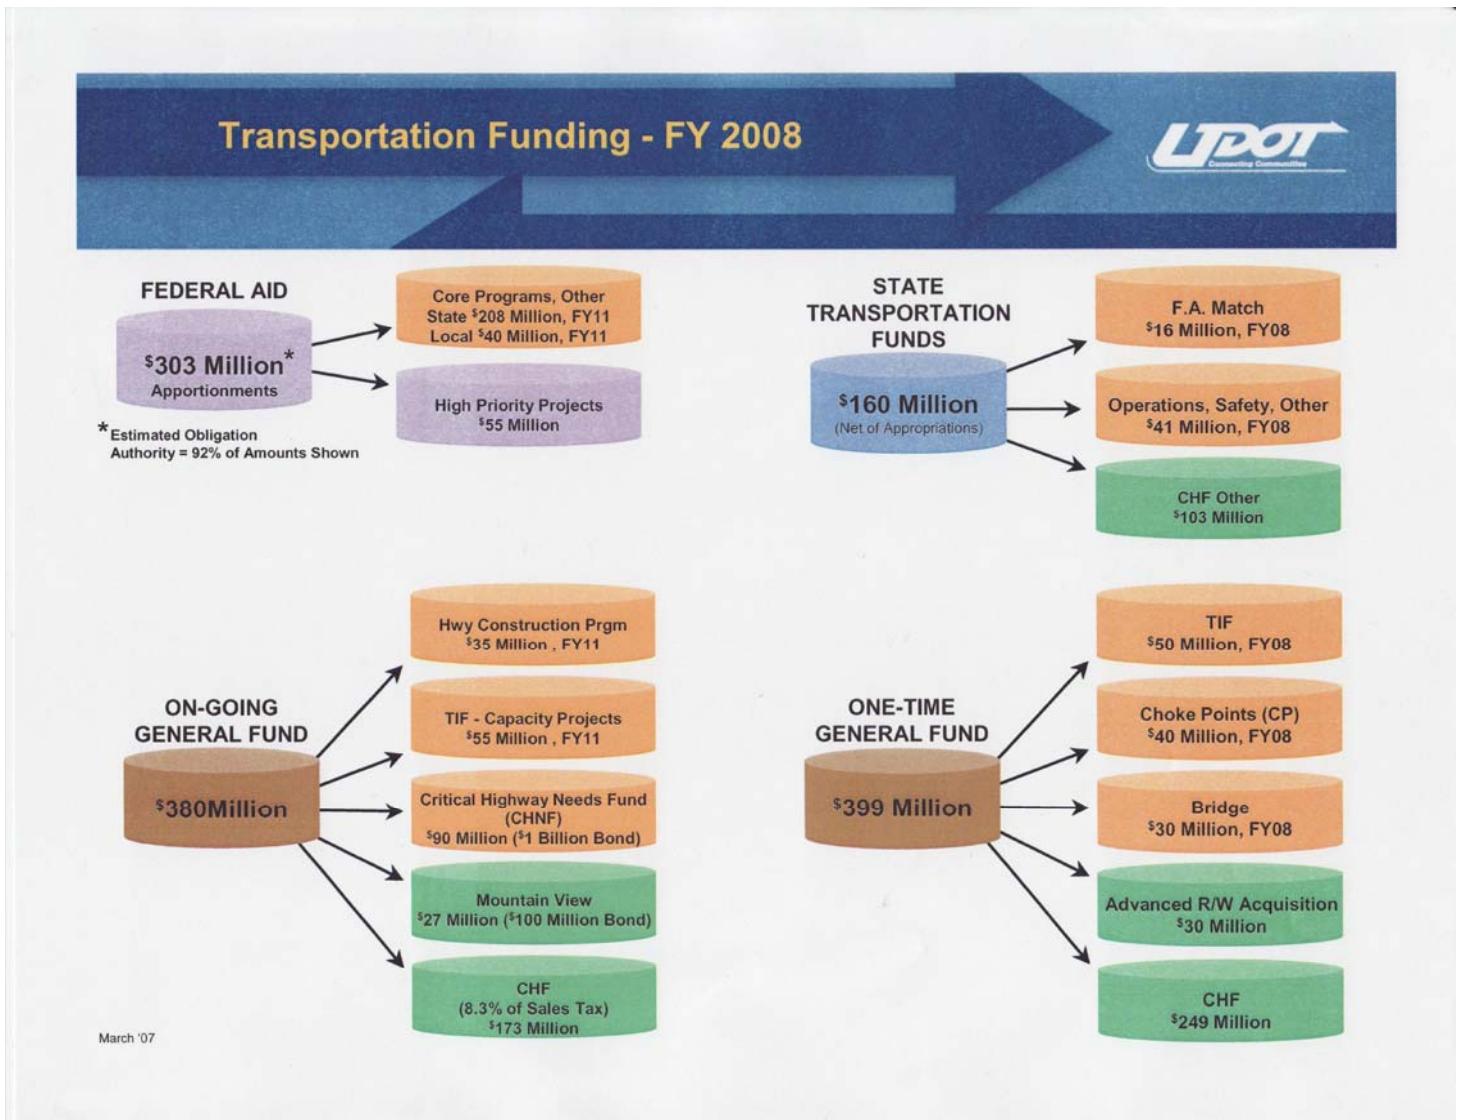 Transportation Funding - FY 2008
UDOT
Connecting Communities
FEDERAL AID
$303 Million*
Apportionments
* Estimated Obligation
Authority = 92% of Amounts Shown
Core Programs, Other
State $208 Million, FY11
Local $40 Million, FY11
High Priority Projects
$55 Million
STATE
TRANSPORTATION
FUNDS
$160 Million
(Net of Appropriations)
F.A. Match
$16 Million, FY08
Operations, Safety, Other
$41 Million, FY08
CHF Other
$103 Million
ON-GOING
GENERAL FUND
$380Million
Hwy Construction Prgm
$35 Million , FY11
TIF - Capacity Projects
$55 Million , FY11
Critical Highway Needs Fund
(CHNF)
$90 Million ($1 Billion Bond)
Mountain View
$27 Million ($100 Million Bond)
CHF
(8.3% of Sales Tax)
$173 Million
ONE-TIME
GENERAL FUND
$399 Million
TIF
$50 Million, FY08
Choke Points (CP)
$40 Million, FY08
Bridge
$30 Million, FY08
Advanced R/W Acquisition
$30 Million
CHF
$249 Million
March '07